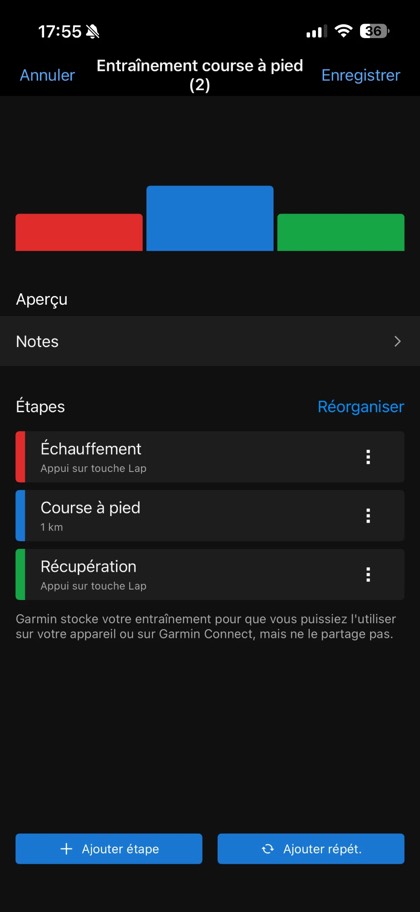 17:55
36
Annuler
Entraînement course à pied
(2)
Enregistrer
Aperçu
Notes
Étapes
Réorganiser
Échauffement
Appui sur touche Lap
Course à pied
1 km
Récupération
Appui sur touche Lap
Garmin stocke votre entraînement pour que vous puissiez l'utiliser
sur votre appareil ou sur Garmin Connect, mais ne le partage pas.
Ajouter étape
Ajouter répét.